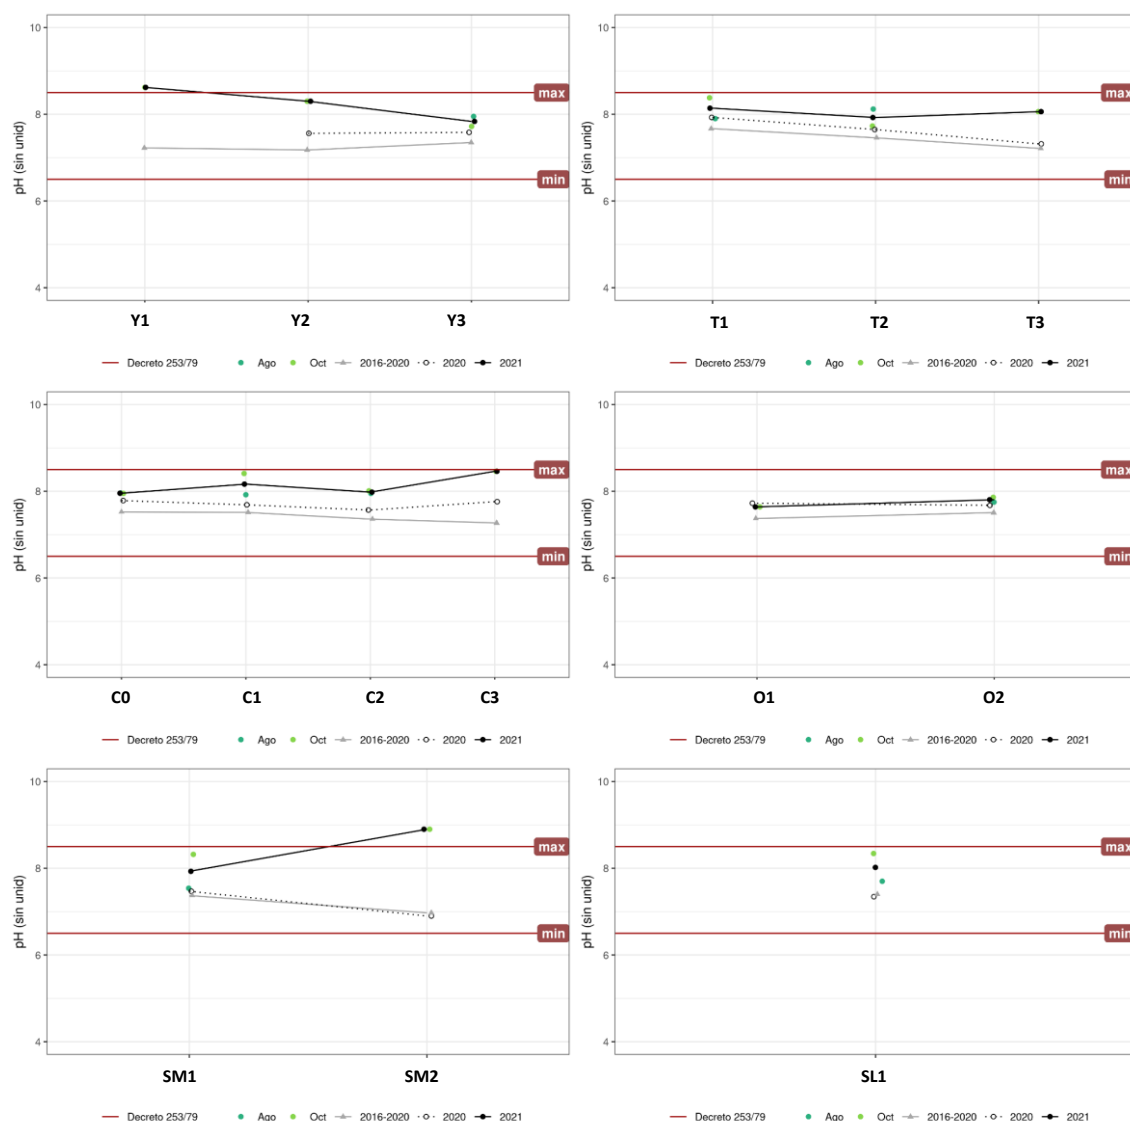 10
8
6
4
pH (sin unid)
max
min
Y1 Y2 Y3
Decreto 253/79 Ago Oct 2016-2020 2020 2021
10
8
6
4
pH (sin unid)
max
min
T1 T2 T3
Decreto 253/79 Ago Oct 2016-2020 2020 2021
10
8
6
4
pH (sin unid)
max
min
C0 C1 C2 C3
Decreto 253/79 Ago Oct 2016-2020 2020 2021
10
8
6
4
pH (sin unid)
max
min
O1 O2
Decreto 253/79 Ago Oct 2016-2020 2020 2021
10
8
6
4
pH (sin unid)
max
min
SM1 SM2
Decreto 253/79 Ago Oct 2016-2020 2020 2021
10
8
6
4
pH (sin unid)
max
min
SL1
Decreto 253/79 Ago Oct 2016-2020 2020 2021